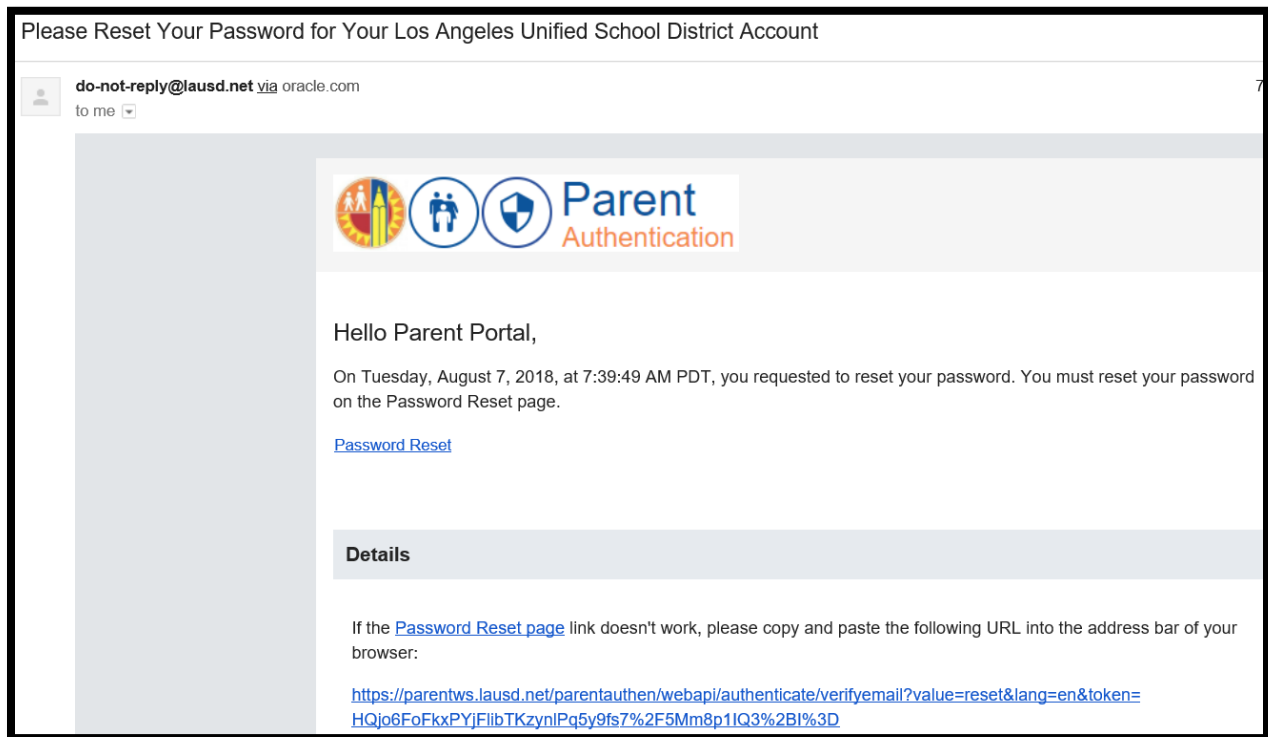 Please Reset Your Password for Your Los Angeles Unified School District Account
do-not-reply@lausd.net via oracle.com
7
to me
Parent
Authentication
Hello Parent Portal,
On Tuesday, August 7, 2018, at 7:39:49 AM PDT, you requested to reset your password. You must reset your password
on the Password Reset page.
Password Reset
Details
If the Password Reset page link doesn't work, please copy and paste the following URL into the address bar of your
browser:
https://parentws.lausd.net/parentauthen/webapi/authenticate/verifyemail?value=reset&lang=en&token=
HQjo6FoFkxPYjFlibTKzynlPq5y9fs7%2F5Mm8p1IQ3%2BI%3D